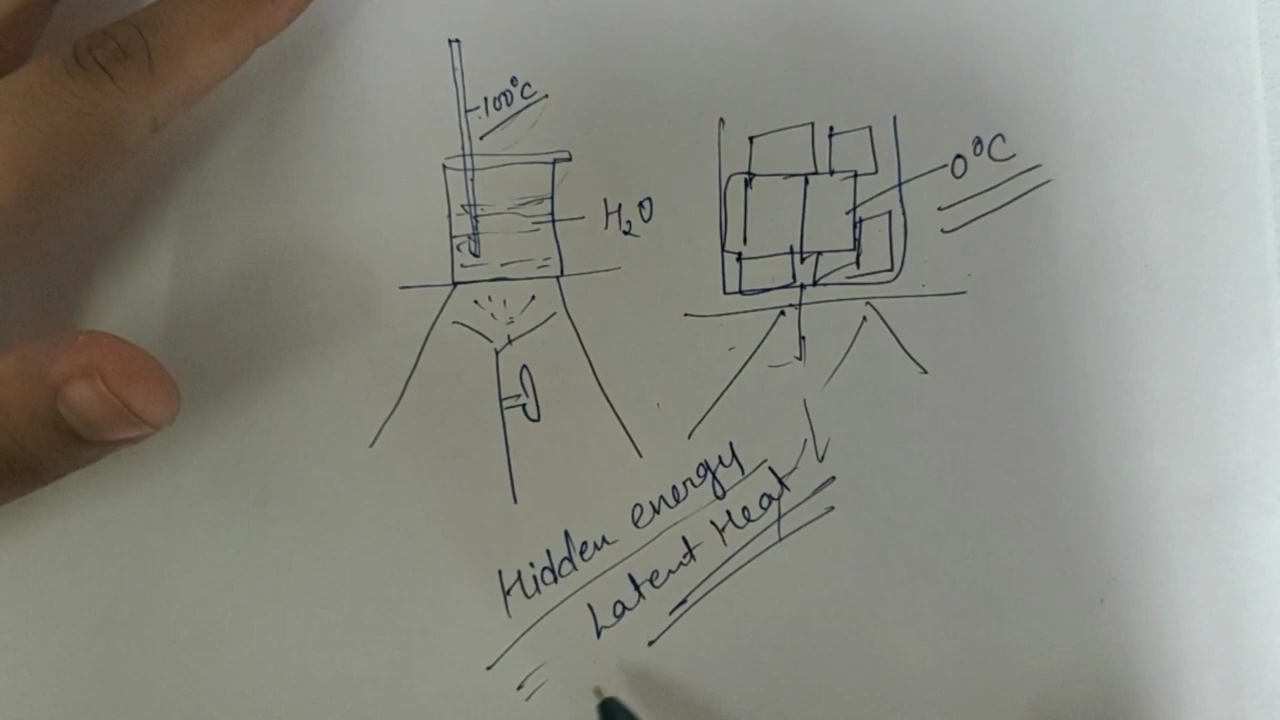 100°C
H₂O
0°C
Hidden energy
Latent Heat